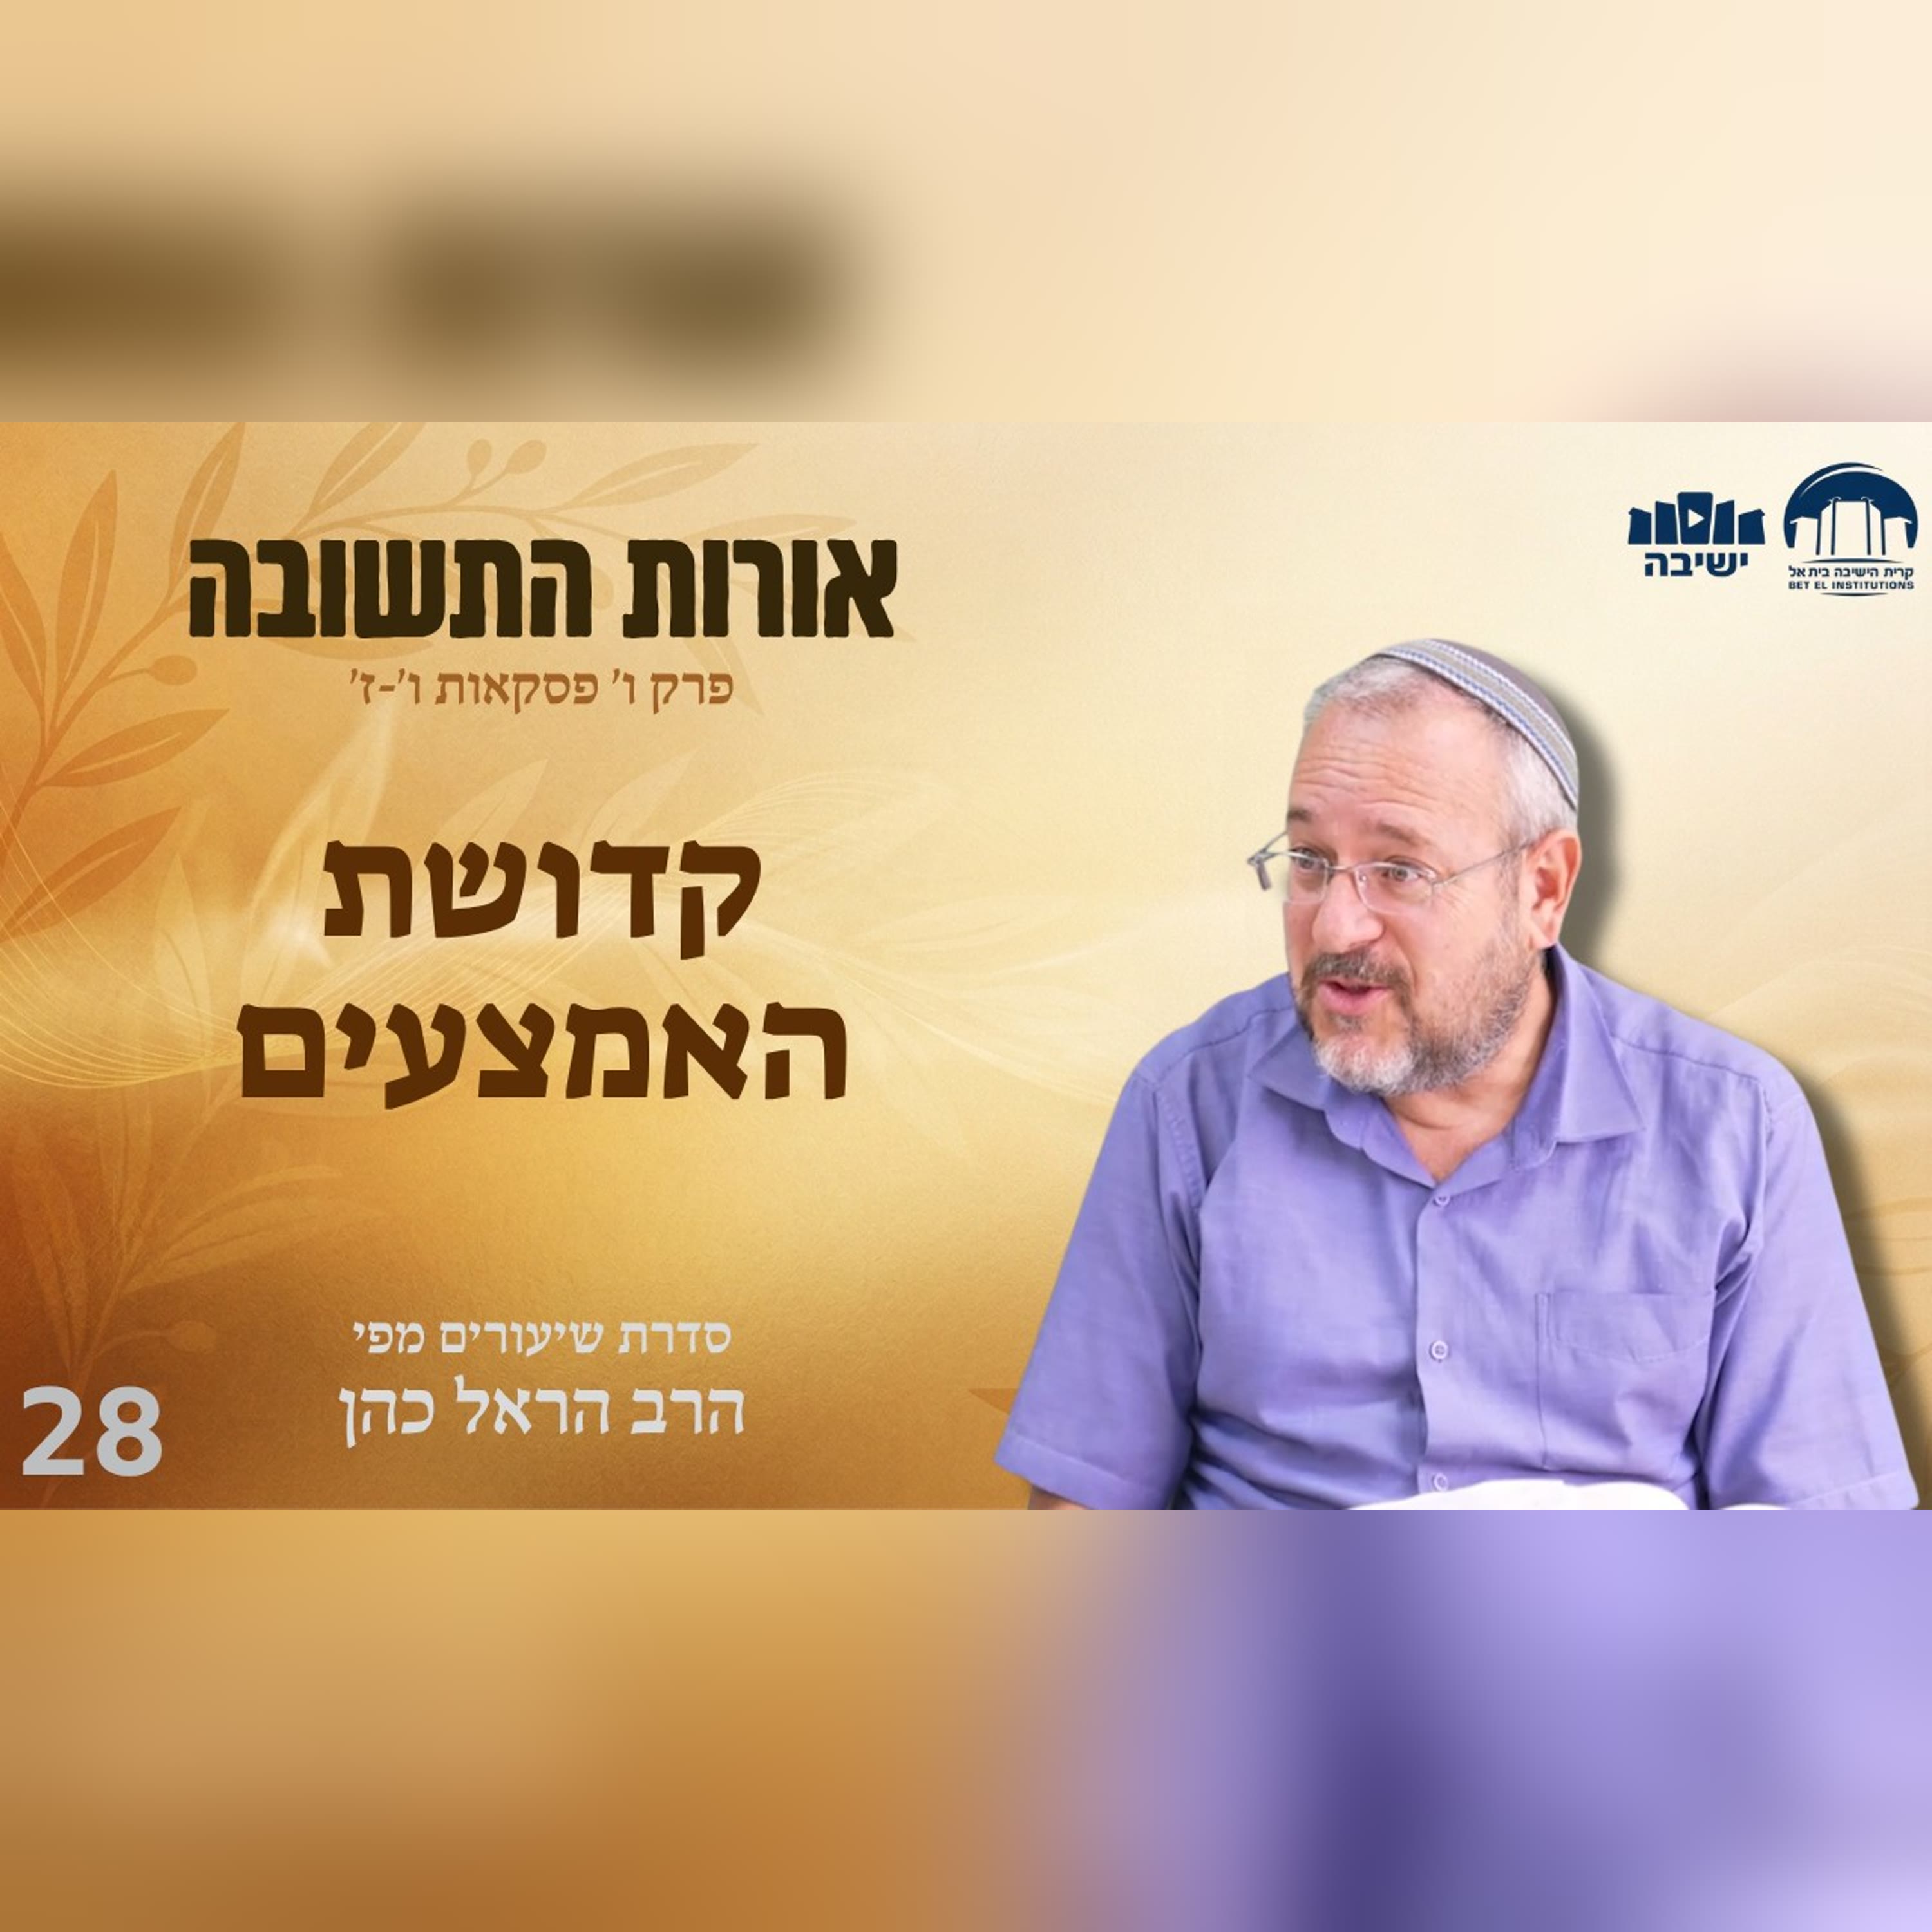 אורות התשובה
פרק ו' פסקאות ו'-ז'
קדושת
האמצעים
סדרת שיעורים מפי
הרב הראל כהן
28
ישיבה
קרית הישיבה בית אל
BET EL INSTITUTIONS